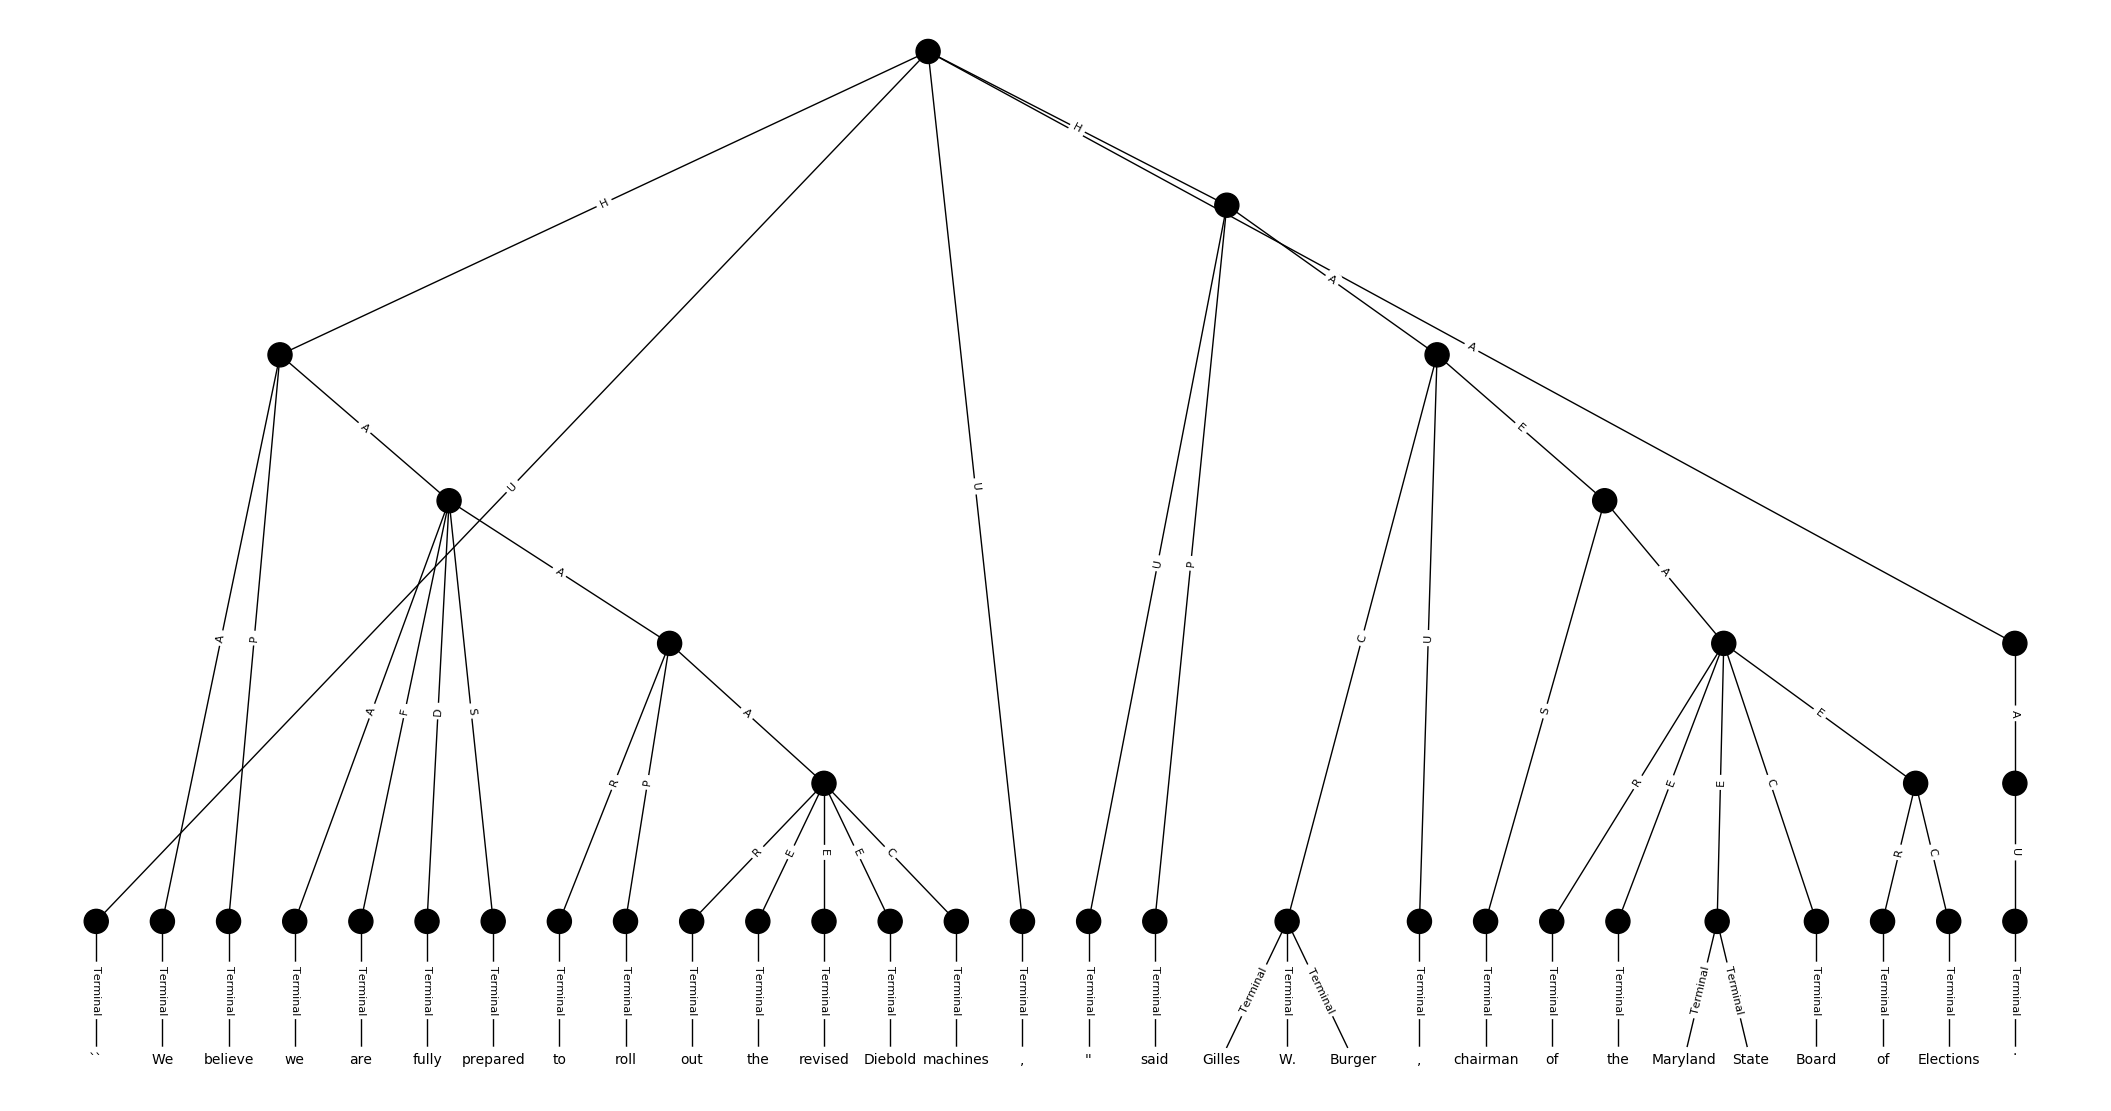 H
H
A
A
A
E
U
U
A
A
U
P
A
P
C
U
A
F
D
S
A
S
A
R
P
R
E
E
C
E
R
E
E
E
C
R
C
U
Terminal Terminal Terminal Terminal Terminal Terminal Terminal Terminal Terminal Terminal Terminal Terminal Terminal Terminal Terminal Terminal Terminal Terminal Terminal Terminal Terminal Terminal Terminal Terminal Terminal Terminal Terminal Terminal Terminal Terminal
`` We believe we are fully prepared to roll out the revised Diebold machines , " said Gilles W. Burger , chairman of the Maryland State Board of Elections .